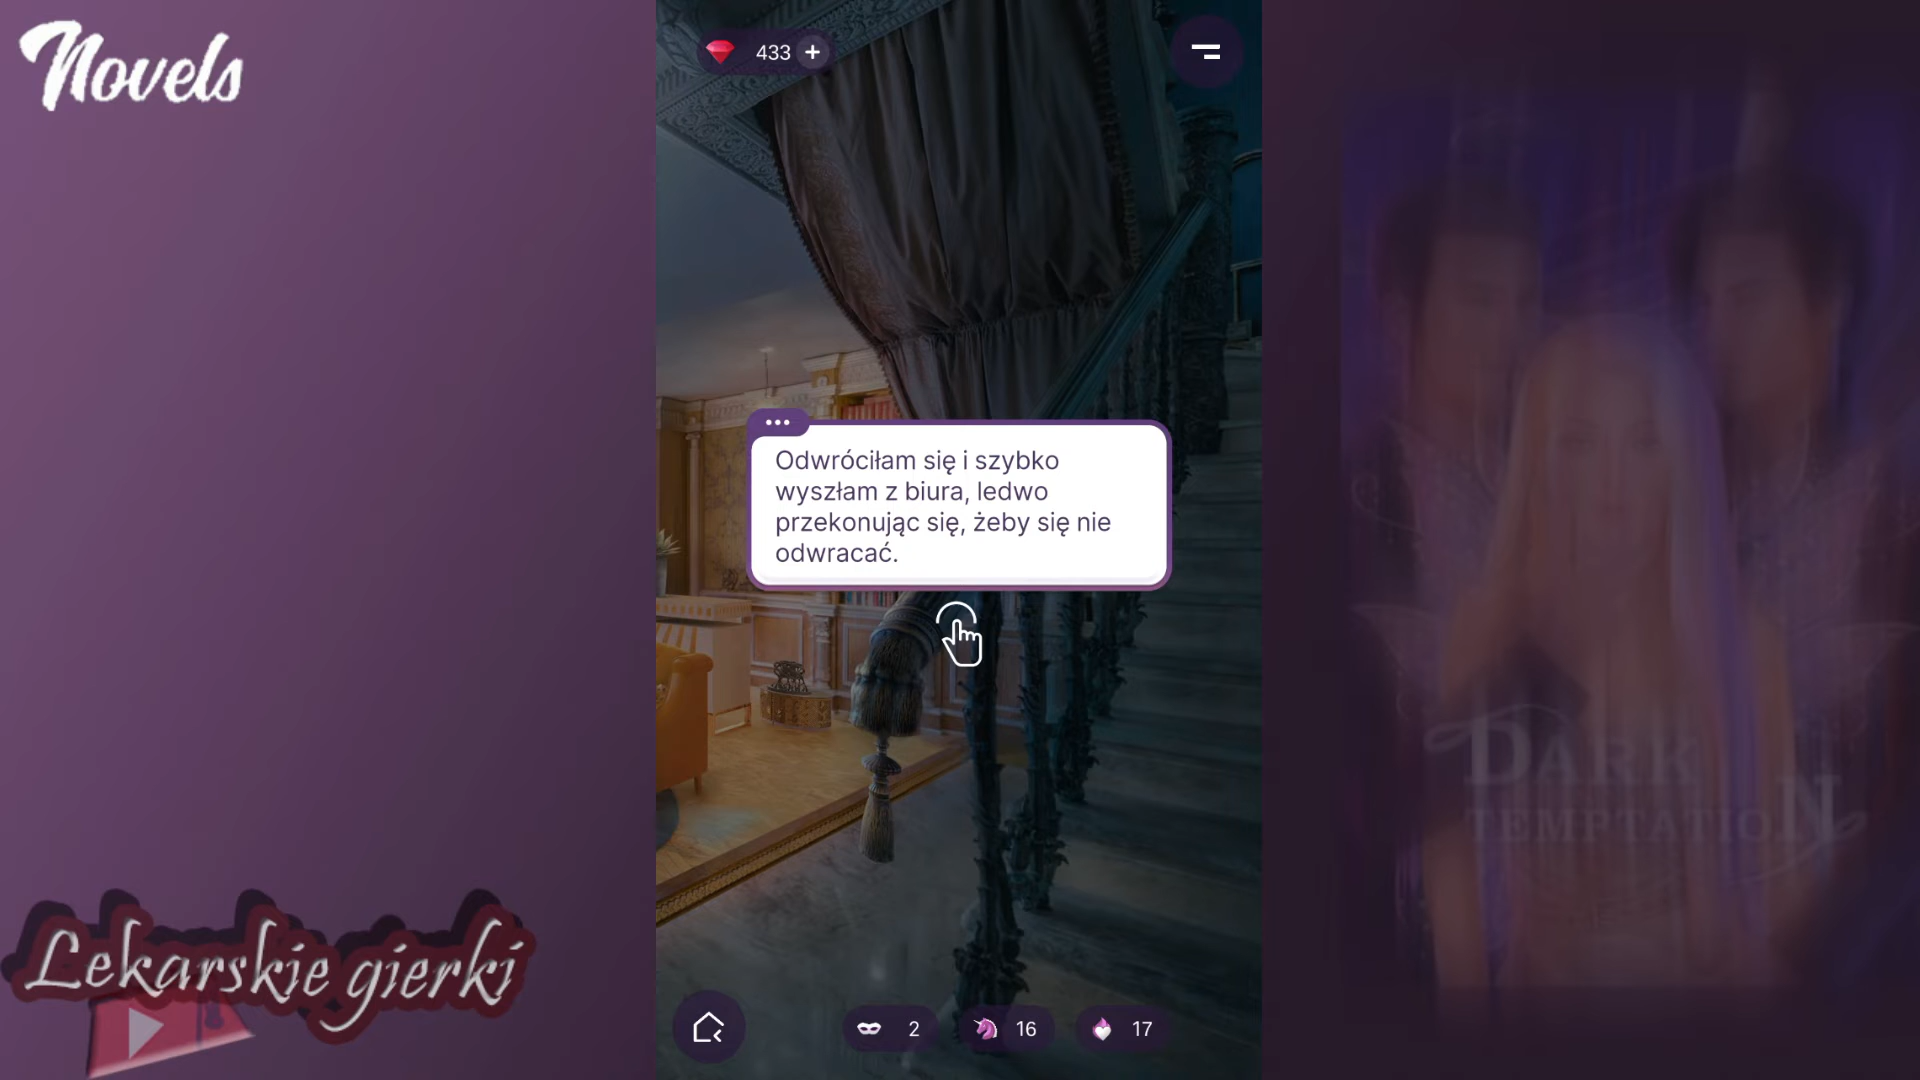 Novels
433
Odwróciłam się i szybko
wyszłam z biura, ledwo
przekonując się, żeby się nie
odwracać.
DARK
TEMPTATION
Lekarskie gierki
2
16
17